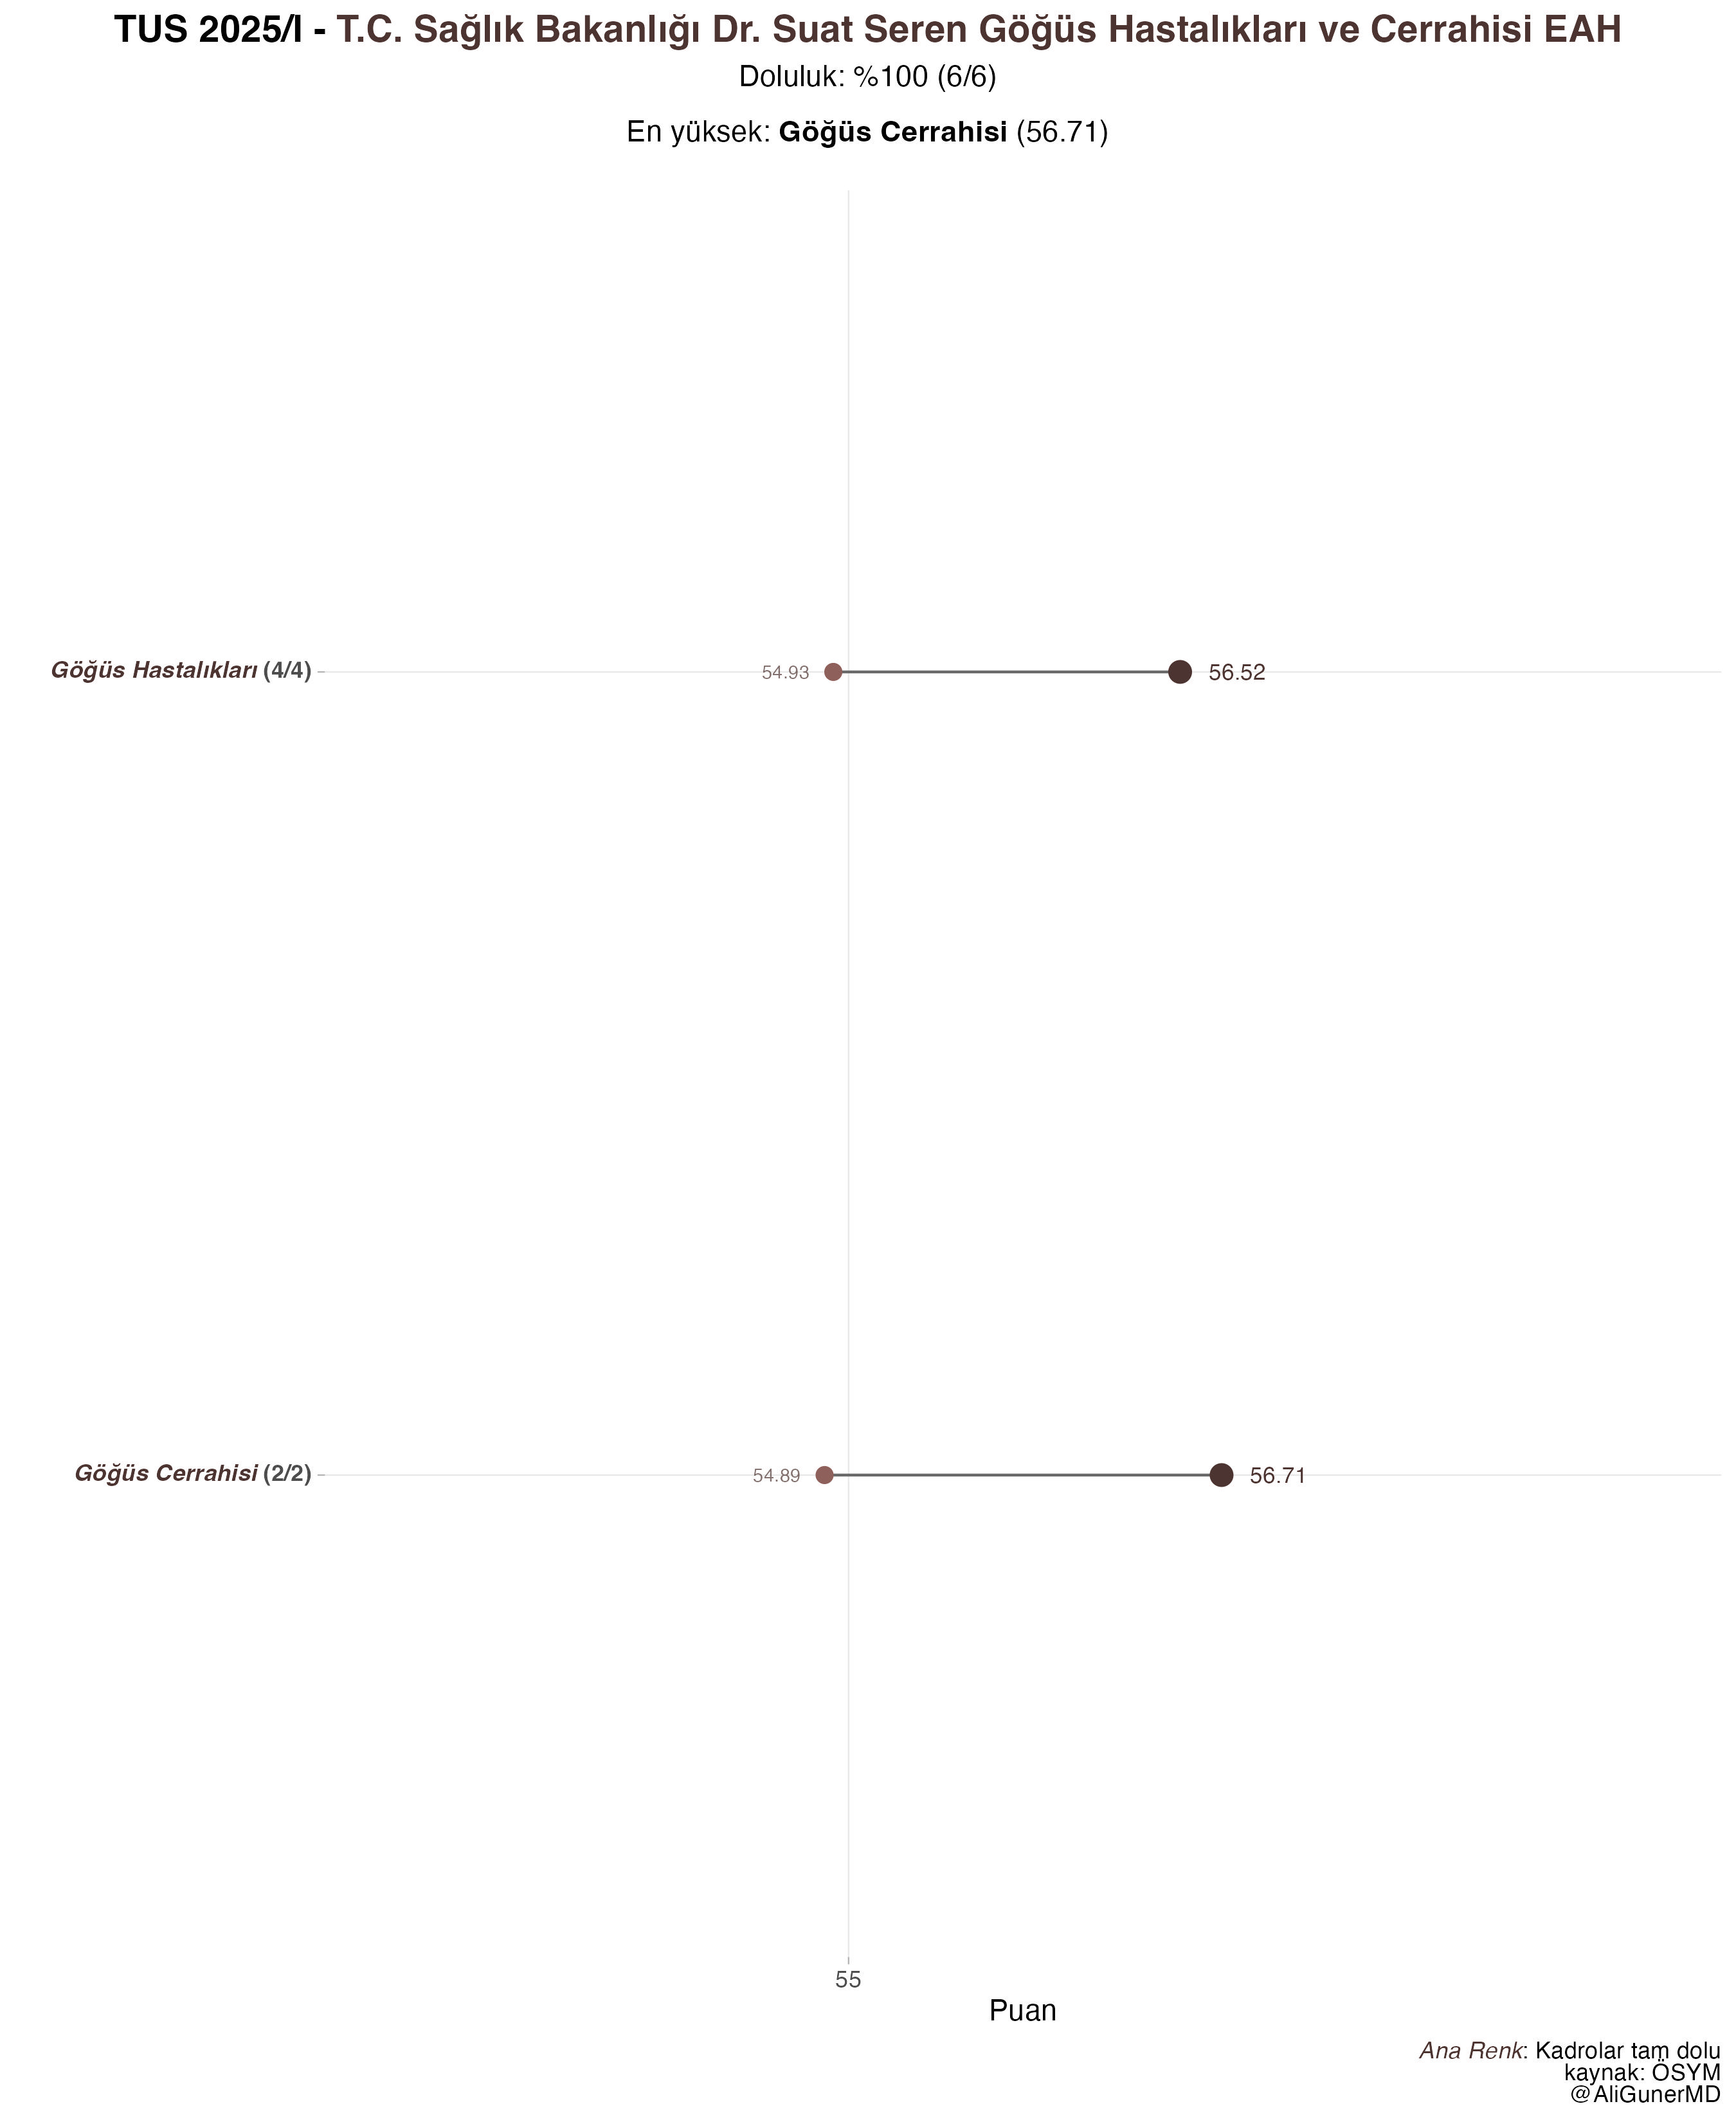 TUS 2025/I - T.C. Sağlık Bakanlığı Dr. Suat Seren Göğüs Hastalıkları ve Cerrahisi EAH
Doluluk: %100 (6/6)
En yüksek: Göğüs Cerrahisi (56.71)
Göğüs Hastalıkları (4/4) 54.93 56.52
Göğüs Cerrahisi (2/2) 54.89 56.71
55
Puan
Ana Renk: Kadrolar tam dolu
kaynak: ÖSYM
@AliGunerMD